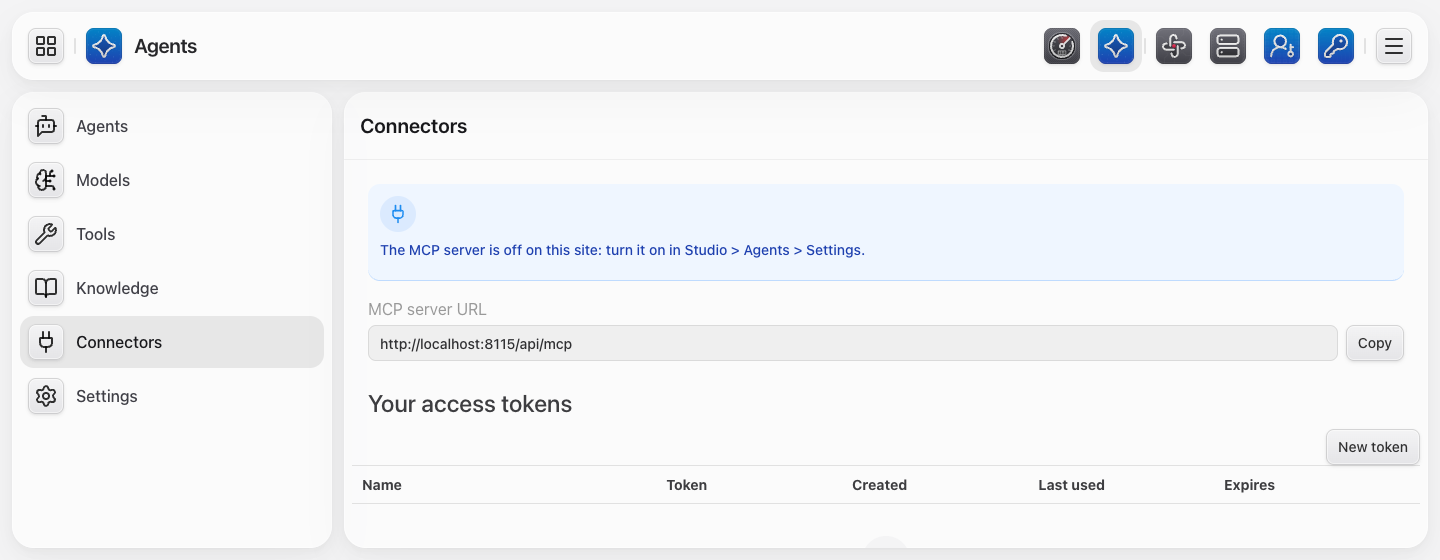 Agents
Agents
Models
Tools
Knowledge
Connectors
Settings
Connectors
The MCP server is off on this site: turn it on in Studio > Agents > Settings.
MCP server URL
http://localhost:8115/api/mcp
Copy
Your access tokens
New token
Name Token Created Last used Expires